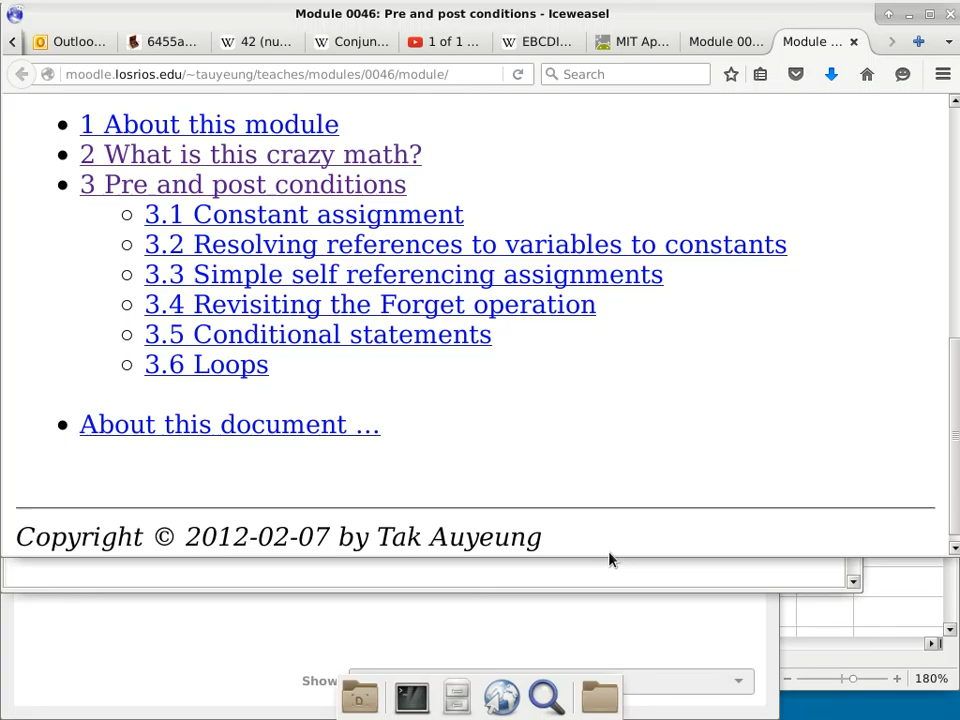 Module 0046: Pre and post conditions - Iceweasel
Outloo... 6455a... 42 (nu... Conjun... 1 of 1 ... EBCDI... MIT Ap... Module 00... Module ...
moodle.losrios.edu/~tauyeung/teaches/modules/0046/module/ Search
1 About this module
2 What is this crazy math?
3 Pre and post conditions
3.1 Constant assignment
3.2 Resolving references to variables to constants
3.3 Simple self referencing assignments
3.4 Revisiting the Forget operation
3.5 Conditional statements
3.6 Loops
About this document ...
Copyright © 2012-02-07 by Tak Auyeung
Show
180%